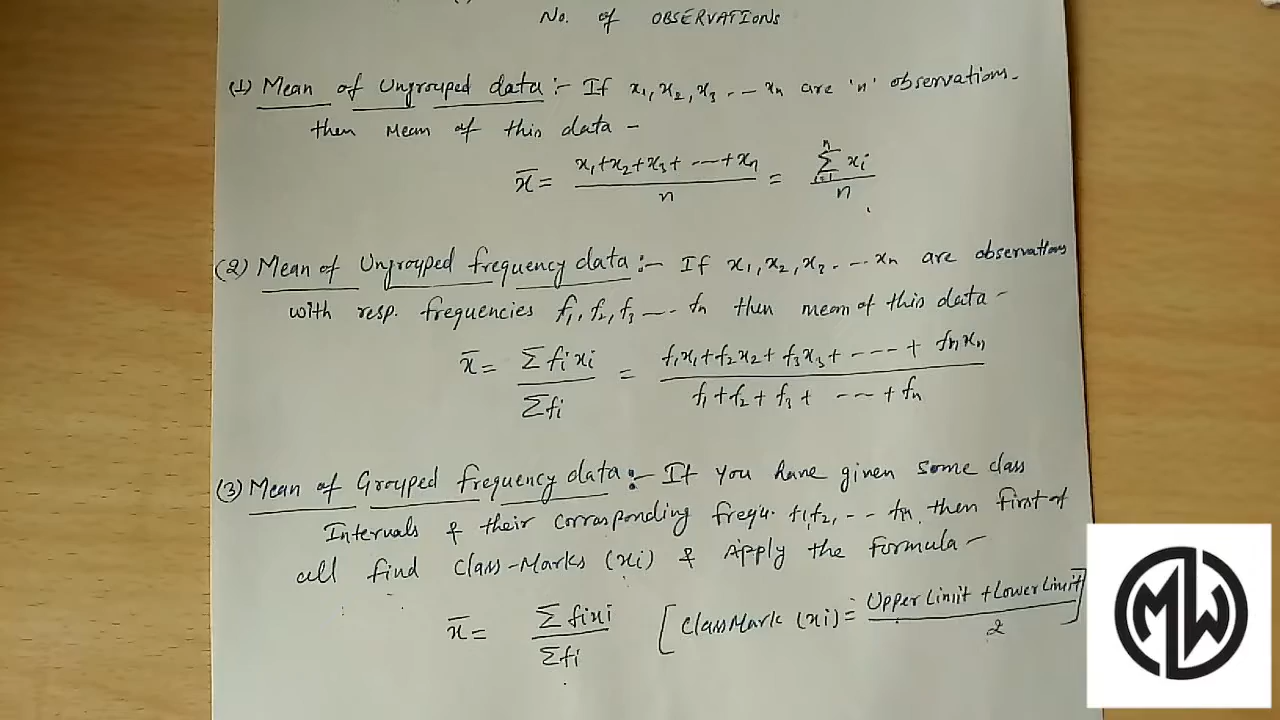 No. of OBSERVATIONS
(1) Mean of Ungrouped data :- If x₁, x₂, x₃ ---- xₙ are 'n' observations-
then Mean of this data -
x̄ = (x₁+x₂+x₃+ ----+xₙ)/n = (∑ᵢ₌₁ⁿ xᵢ)/n
(2) Mean of Ungrouped frequency data :- If x₁, x₂, x₃ ---- xₙ are observations
with resp. frequencies f₁, f₂, f₃ ---- fₙ then mean of this data -
x̄ = ∑fᵢxᵢ/∑fᵢ = (f₁x₁+f₂x₂+f₃x₃+ ----+ fₙxₙ)/(f₁+f₂+f₃+ ----+fₙ)
(3) Mean of Grouped frequency data :- If you have given some class
Intervals & their corresponding frequ. f₁,f₂, -- fₙ, then first of
all find Class-Marks (xi) & Apply the formula -
x̄ = ∑fixi/∑fi [ClassMark (xi) = (Upper Limit + Lower Limit)/2]
MW